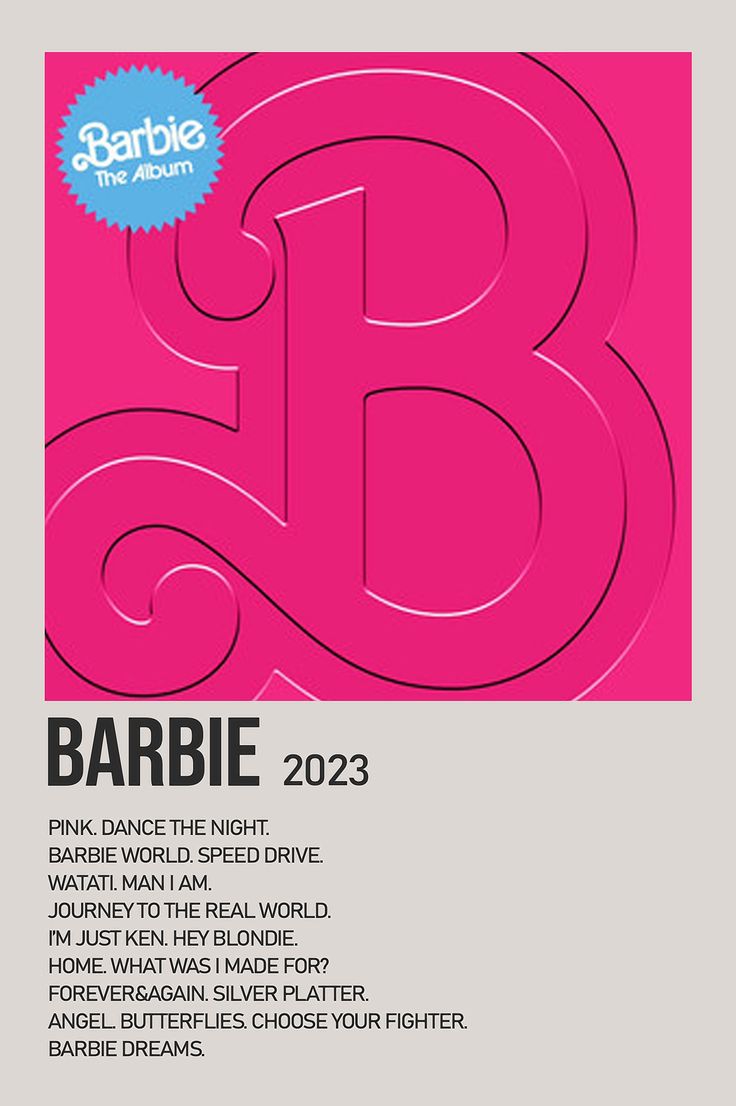 Barbie
The Album
B
BARBIE 2023
PINK. DANCE THE NIGHT.
BARBIE WORLD. SPEED DRIVE.
WATATI. MAN I AM.
JOURNEY TO THE REAL WORLD.
I'M JUST KEN. HEY BLONDIE.
HOME. WHAT WAS I MADE FOR?
FOREVER&AGAIN. SILVER PLATTER.
ANGEL. BUTTERFLIES. CHOOSE YOUR FIGHTER.
BARBIE DREAMS.